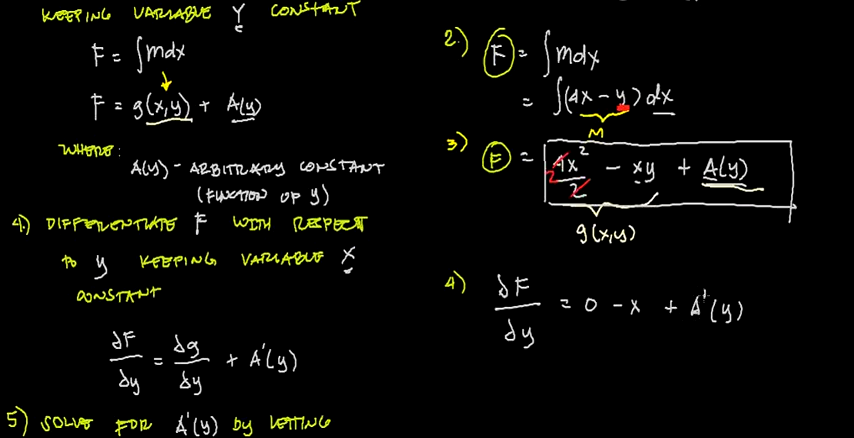 KEEPING VARIABLE Y CONSTANT
F = ∫mdx
F = g(x,y) + A(y)
WHERE:
A(y) - ARBITRARY CONSTANT
(FUNCTION OF y)
4.) DIFFERENTIATE F WITH RESPECT
to y KEEPING VARIABLE X
CONSTANT
∂F/∂y = ∂g/∂y + A'(y)
5) SOLVE FOR A'(y) by LETTING
2.) F = ∫mdx
= ∫(4x - y) dx
M
3) F = 2 4x²/2 - xy + A(y)
g(x,y)
4) ∂F/∂y = 0 - x + A'(y)